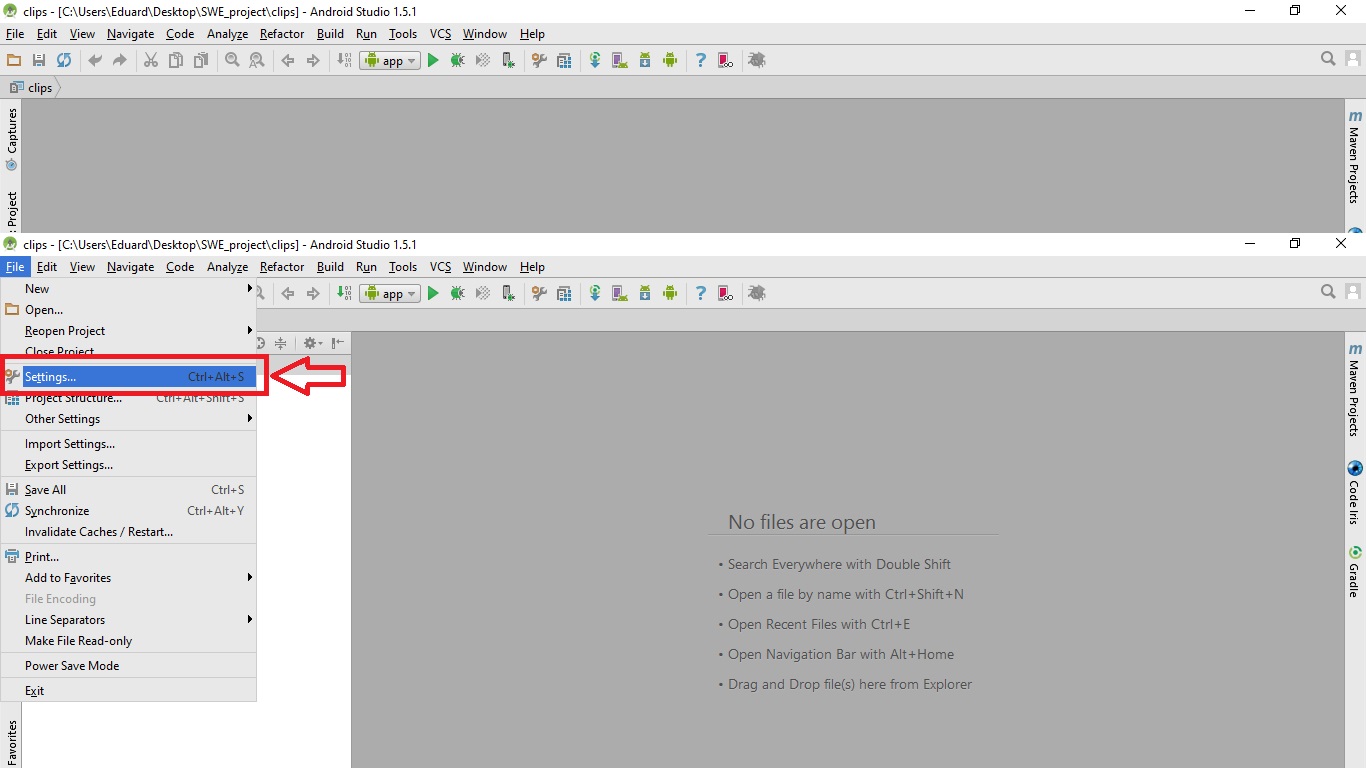 clips - [C:\Users\Eduard\Desktop\SWE_project\clips] - Android Studio 1.5.1
File Edit View Navigate Code Analyze Refactor Build Run Tools VCS Window Help
app
clips
Captures
Project
Maven Projects
clips - [C:\Users\Eduard\Desktop\SWE_project\clips] - Android Studio 1.5.1
File Edit View Navigate Code Analyze Refactor Build Run Tools VCS Window Help
app
New
Open...
Reopen Project
Close Project
Settings... Ctrl+Alt+S
Project Structure... Ctrl+Alt+Shift+S
Other Settings
Import Settings...
Export Settings...
Save All Ctrl+S
Synchronize Ctrl+Alt+Y
Invalidate Caches / Restart...
Print...
Add to Favorites
File Encoding
Line Separators
Make File Read-only
Power Save Mode
Exit
Favorites
No files are open
• Search Everywhere with Double Shift
• Open a file by name with Ctrl+Shift+N
• Open Recent Files with Ctrl+E
• Open Navigation Bar with Alt+Home
• Drag and Drop file(s) here from Explorer
m
Maven Projects
Code Iris
Gradle